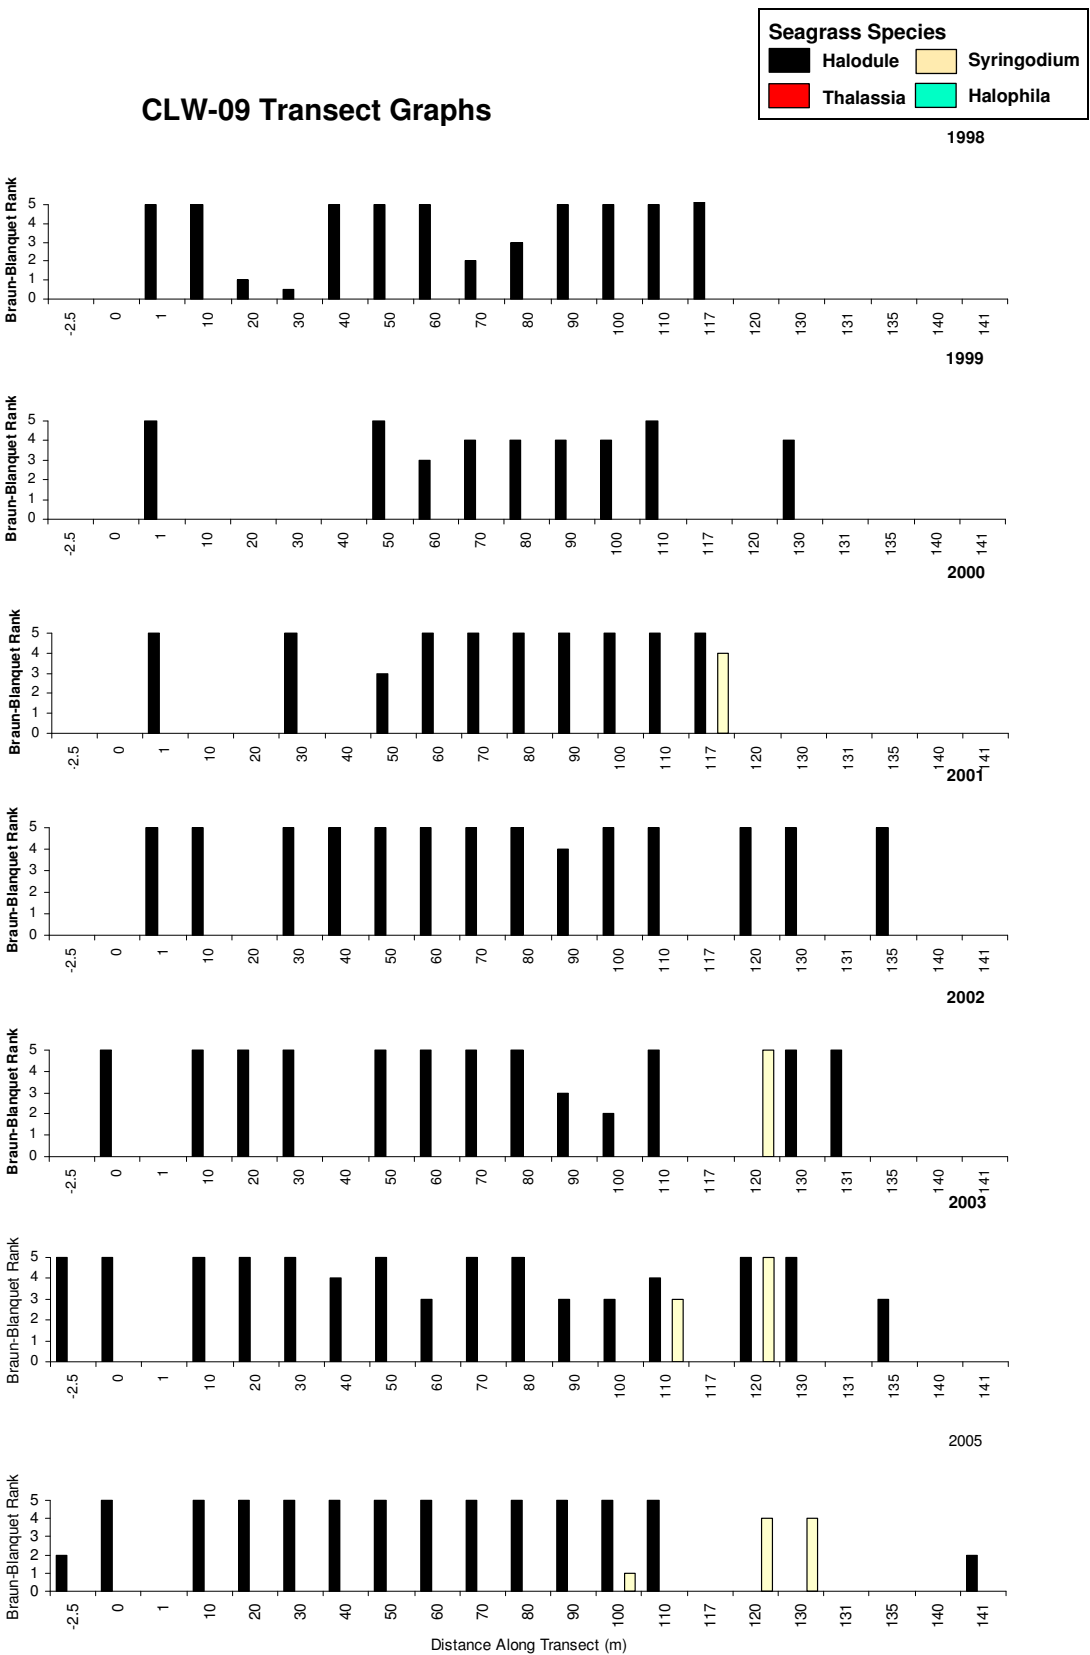 Seagrass Species
Halodule Syringodium
Thalassia Halophila
CLW-09 Transect Graphs
1998
Braun-Blanquet Rank
5
4
3
2
1
0
-2.5 0 1 10 20 30 40 50 60 70 80 90 100 110 117 120 130 131 135 140 141
1999
Braun-Blanquet Rank
5
4
3
2
1
0
-2.5 0 1 10 20 30 40 50 60 70 80 90 100 110 117 120 130 131 135 140 141
2000
Braun-Blanquet Rank
5
4
3
2
1
0
-2.5 0 1 10 20 30 40 50 60 70 80 90 100 110 117 120 130 131 135 140 141
2001
Braun-Blanquet Rank
5
4
3
2
1
0
-2.5 0 1 10 20 30 40 50 60 70 80 90 100 110 117 120 130 131 135 140 141
2002
Braun-Blanquet Rank
5
4
3
2
1
0
-2.5 0 1 10 20 30 40 50 60 70 80 90 100 110 117 120 130 131 135 140 141
2003
Braun-Blanquet Rank
5
4
3
2
1
0
-2.5 0 1 10 20 30 40 50 60 70 80 90 100 110 117 120 130 131 135 140 141
2005
Braun-Blanquet Rank
5
4
3
2
1
0
-2.5 0 1 10 20 30 40 50 60 70 80 90 100 110 117 120 130 131 135 140 141
Distance Along Transect (m)